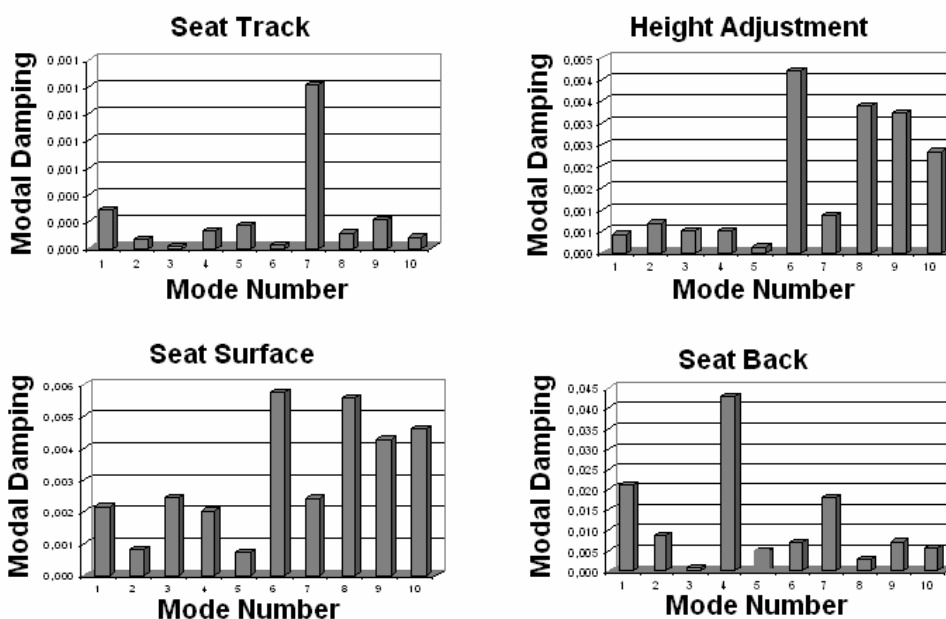 Seat Track
Modal Damping
0,001
0,001
0,001
0,001
0,001
0,000
0,000
0,000
1 2 3 4 5 6 7 8 9 10
Mode Number
Height Adjustment
Modal Damping
0,005
0,004
0,004
0,003
0,003
0,002
0,002
0,001
0,001
0,000
1 2 3 4 5 6 7 8 9 10
Mode Number
Seat Surface
Modal Damping
0,006
0,005
0,004
0,003
0,002
0,001
0,000
1 2 3 4 5 6 7 8 9 10
Mode Number
Seat Back
Modal Damping
0,045
0,040
0,035
0,030
0,025
0,020
0,015
0,010
0,005
0,000
1 2 3 4 5 6 7 8 9 10
Mode Number